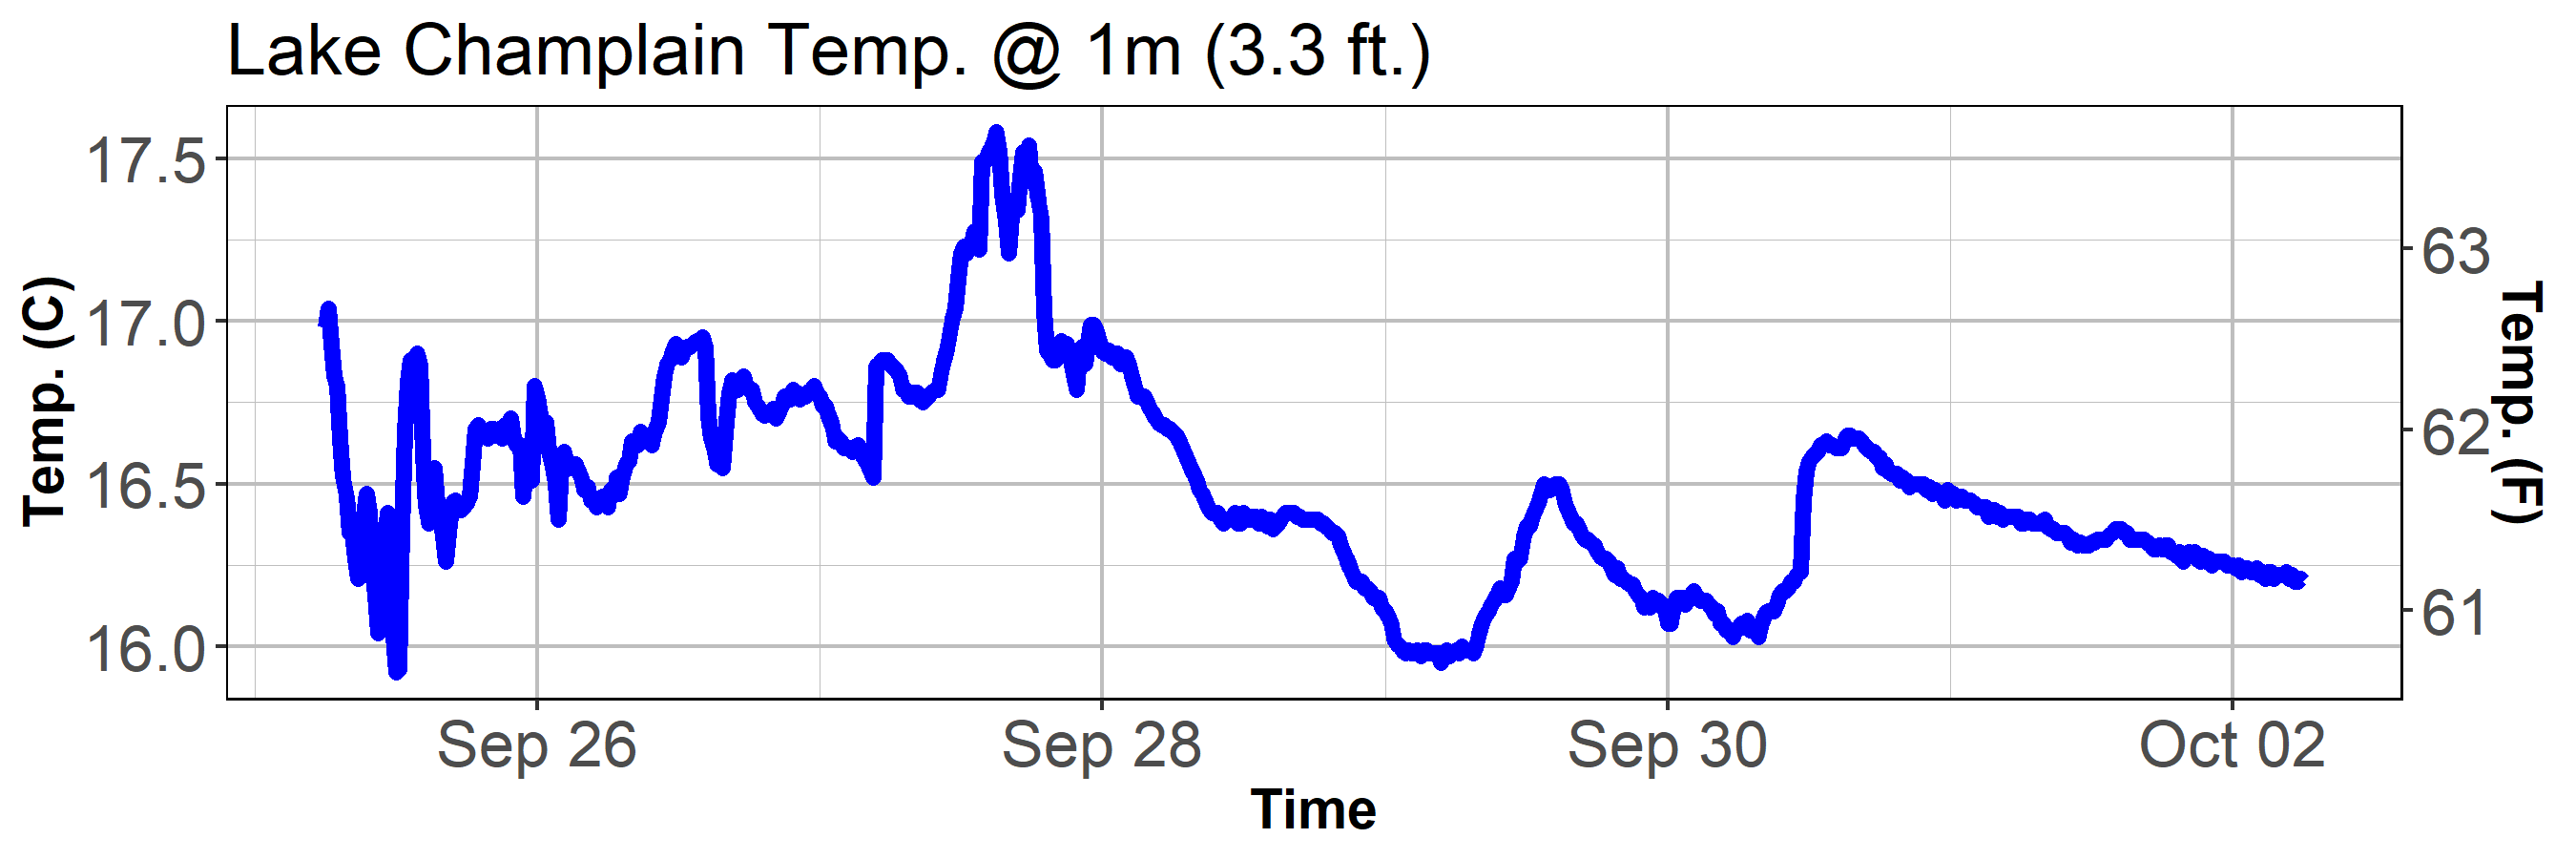 Lake Champlain Temp. @ 1m (3.3 ft.)
Temp. (C)
17.5
17.0
16.5
16.0
63
62
61
Temp. (F)
Sep 26 Sep 28 Sep 30 Oct 02
Time